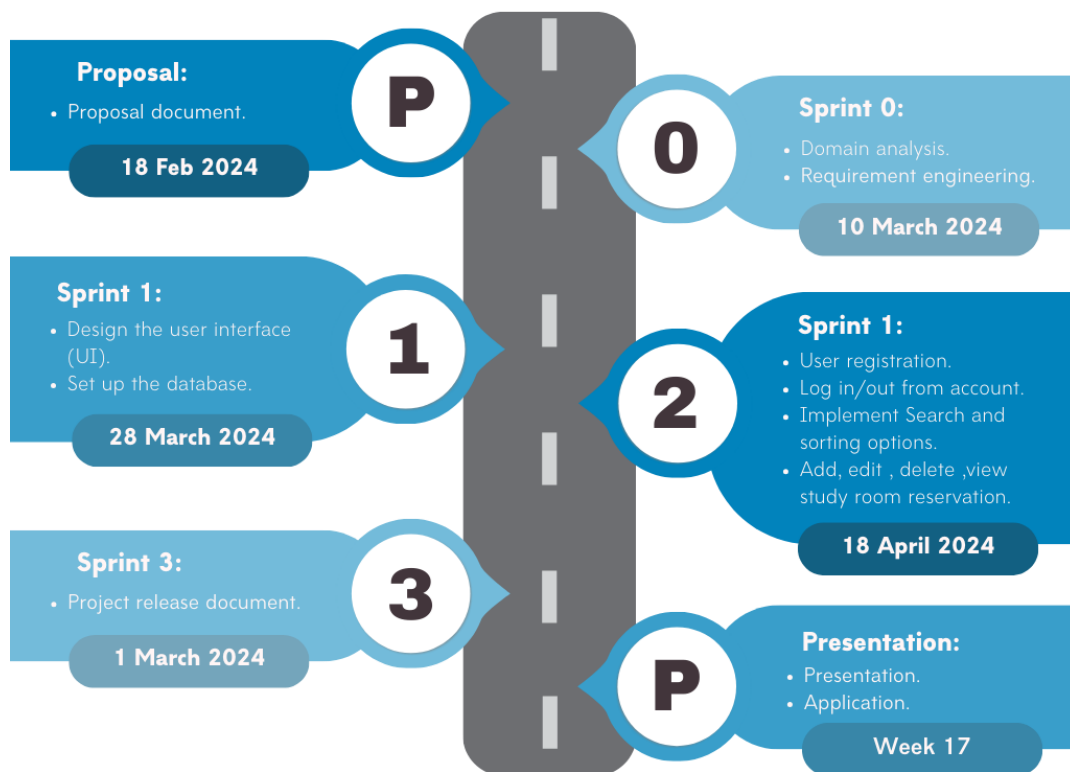 P
Proposal:
• Proposal document.
18 Feb 2024
0
Sprint 0:
• Domain analysis.
• Requirement engineering.
10 March 2024
1
Sprint 1:
• Design the user interface
(UI).
• Set up the database.
28 March 2024
2
Sprint 1:
• User registration.
• Log in/out from account.
• Implement Search and
sorting options.
• Add, edit , delete ,view
study room reservation.
18 April 2024
3
Sprint 3:
• Project release document.
1 March 2024
P
Presentation:
• Presentation.
• Application.
Week 17